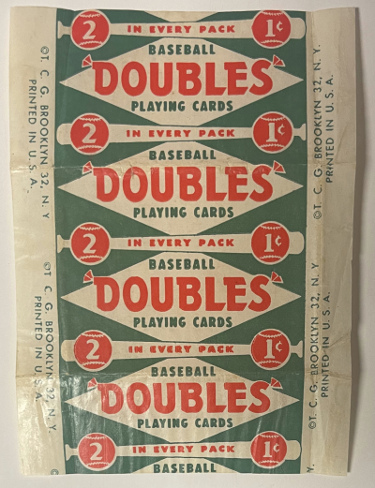 2 IN EVERY PACK 1¢
BASEBALL
DOUBLES
PLAYING CARDS
2 IN EVERY PACK 1¢
BASEBALL
DOUBLES
PLAYING CARDS
2 IN EVERY PACK 1¢
BASEBALL
DOUBLES
PLAYING CARDS
2 IN EVERY PACK 1¢
BASEBALL
DOUBLES
PLAYING CARDS
2 IN EVERY PACK 1¢
BASEBALL
©T. C. G. BROOKLYN 32, N. Y
PRINTED IN U. S. A.
©T. C. G. BROOKLYN 32, N. Y
PRINTED IN U. S. A.
©T. C. G. BROOKLYN 32, N. Y.
PRINTED IN U. S. A.
©T. C. G. BROOKLYN 32, N. Y
PRINTED IN U. S. A.
Y.